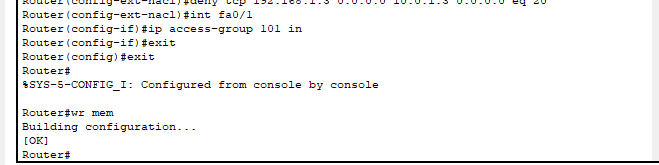 Router(config-ext-nacl)#deny tcp 192.168.1.3 0.0.0.0 10.0.1.3 0.0.0.0 eq 20
Router(config-ext-nacl)#int fa0/1
Router(config-if)#ip access-group 101 in
Router(config-if)#exit
Router(config)#exit
Router#
%SYS-5-CONFIG_I: Configured from console by console
Router#wr mem
Building configuration...
[OK]
Router#